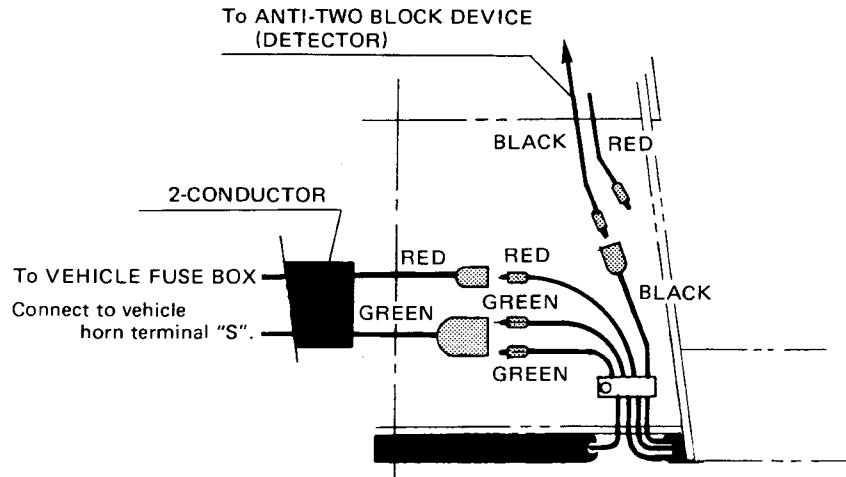 To ANTI-TWO BLOCK DEVICE
(DETECTOR)
BLACK
RED
2-CONDUCTOR
RED
RED
To VEHICLE FUSE BOX
BLACK
Connect to vehicle
horn terminal "S".
GREEN
GREEN
GREEN